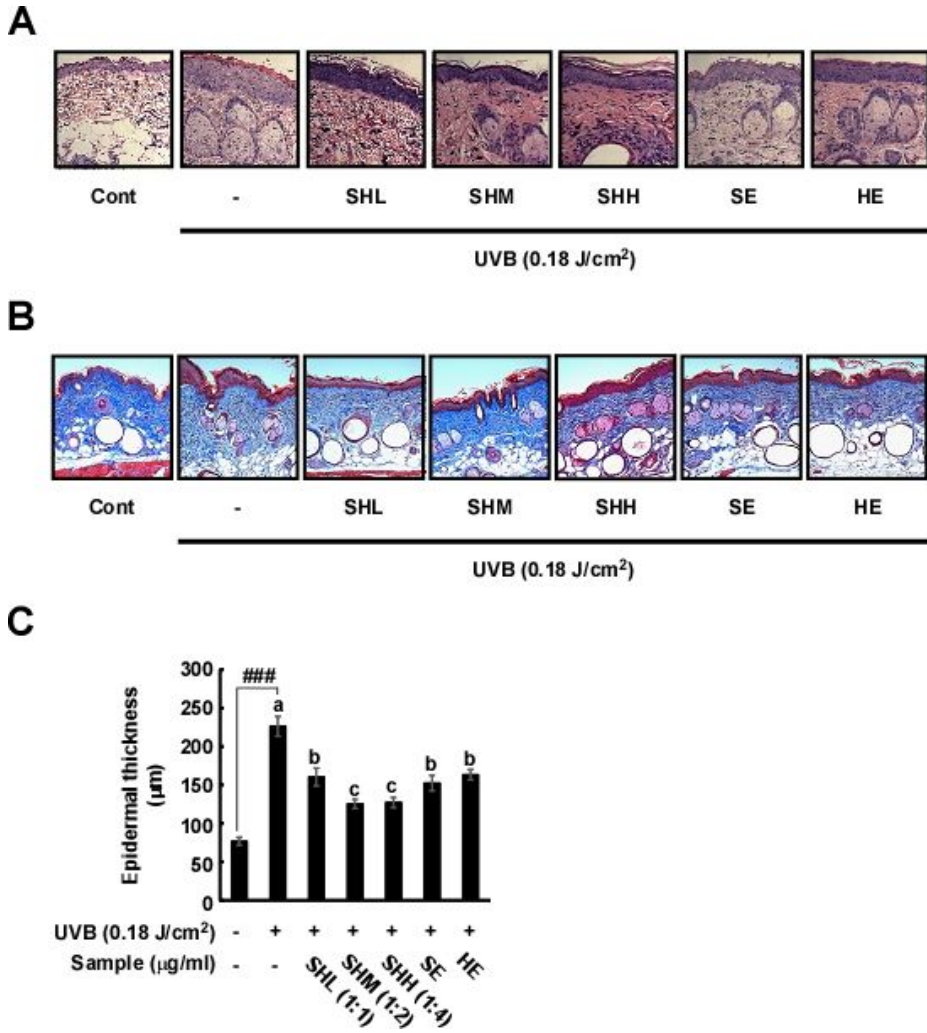 A
Cont - SHL SHM SHH SE HE
UVB (0.18 J/cm²)
B
Cont - SHL SHM SHH SE HE
UVB (0.18 J/cm²)
C
Epidermal thickness
(μm)
300
250
200
150
100
50
0
###
a
b
c
c
b
b
UVB (0.18 J/cm²) - + + + + + +
Sample (μg/ml) - - SHL (1:1) SHM (1:2) SHH (1:4) SE HE